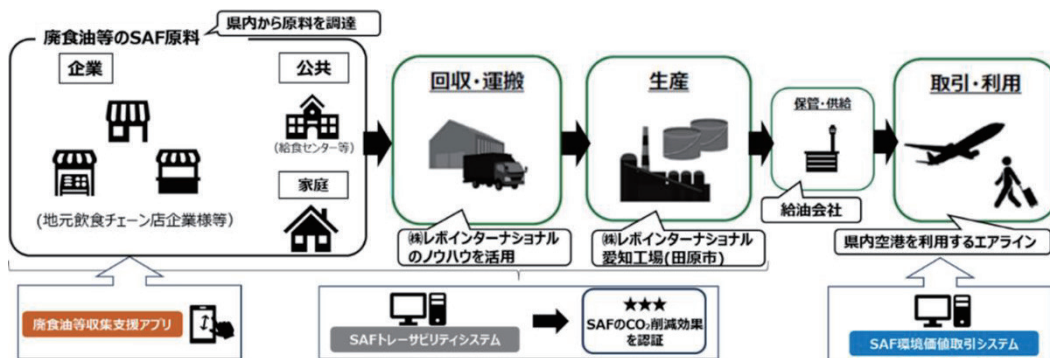 県内から原料を調達
廃食油等のSAF原料
企業
公共
(給食センター等)
家庭
(地元飲食チェーン店企業様等)
回収・運搬
㈱レボインターナショナル
のノウハウを活用
生産
㈱レボインターナショナル
愛知工場(田原市)
保管・供給
給油会社
取引・利用
県内空港を利用するエアライン
廃食油等収集支援アプリ
SAFトレーサビリティシステム
★★★
SAFのCO₂削減効果
を認証
SAF環境価値取引システム